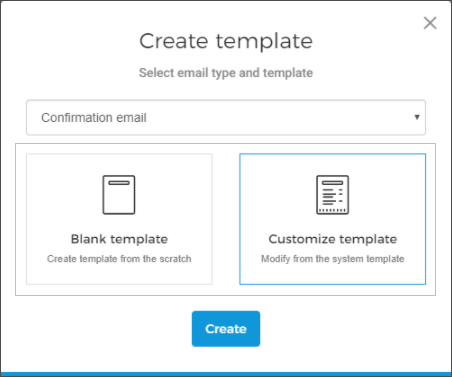 Create template
Select email type and template
Confirmation email
Blank template
Customize template
Create template from the scratch
Modify from the system template
Create